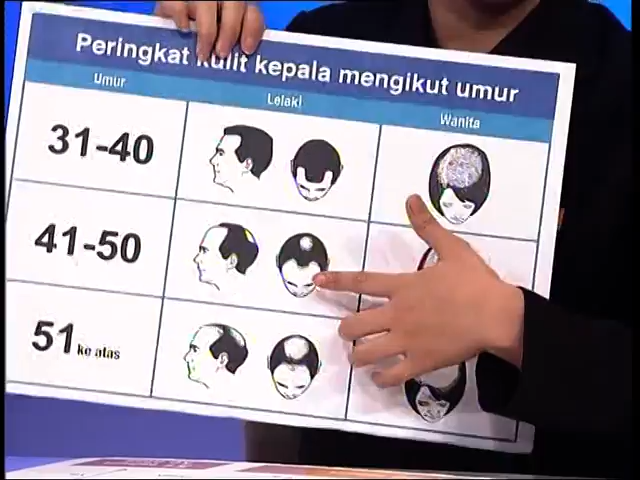 Peringkat kulit kepala mengikut umur
Umur
Lelaki
Wanita
31-40
41-50
51 ke atas